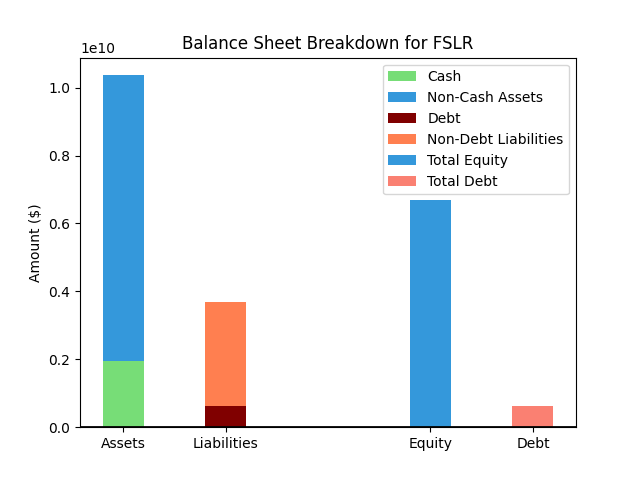 Balance Sheet Breakdown for FSLR
1e10
Cash
Non-Cash Assets
Debt
Non-Debt Liabilities
Total Equity
Total Debt
Amount ($)
1.0
0.8
0.6
0.4
0.2
0.0
Assets
Liabilities
Equity
Debt